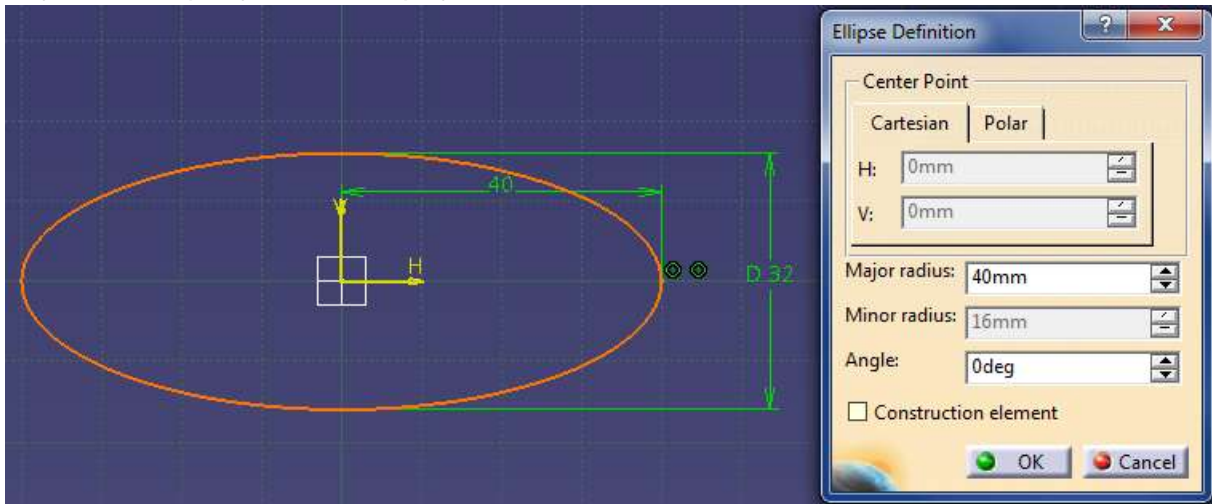 40
V
H
D 32
Ellipse Definition
?
X
Center Point
Cartesian
Polar
H: 0mm
V: 0mm
Major radius: 40mm
Minor radius: 16mm
Angle: 0deg
Construction element
OK
Cancel